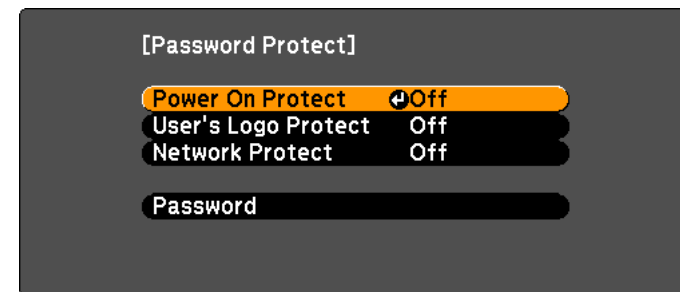 [Password Protect]
Power On Protect Off
User's Logo Protect Off
Network Protect Off
Password